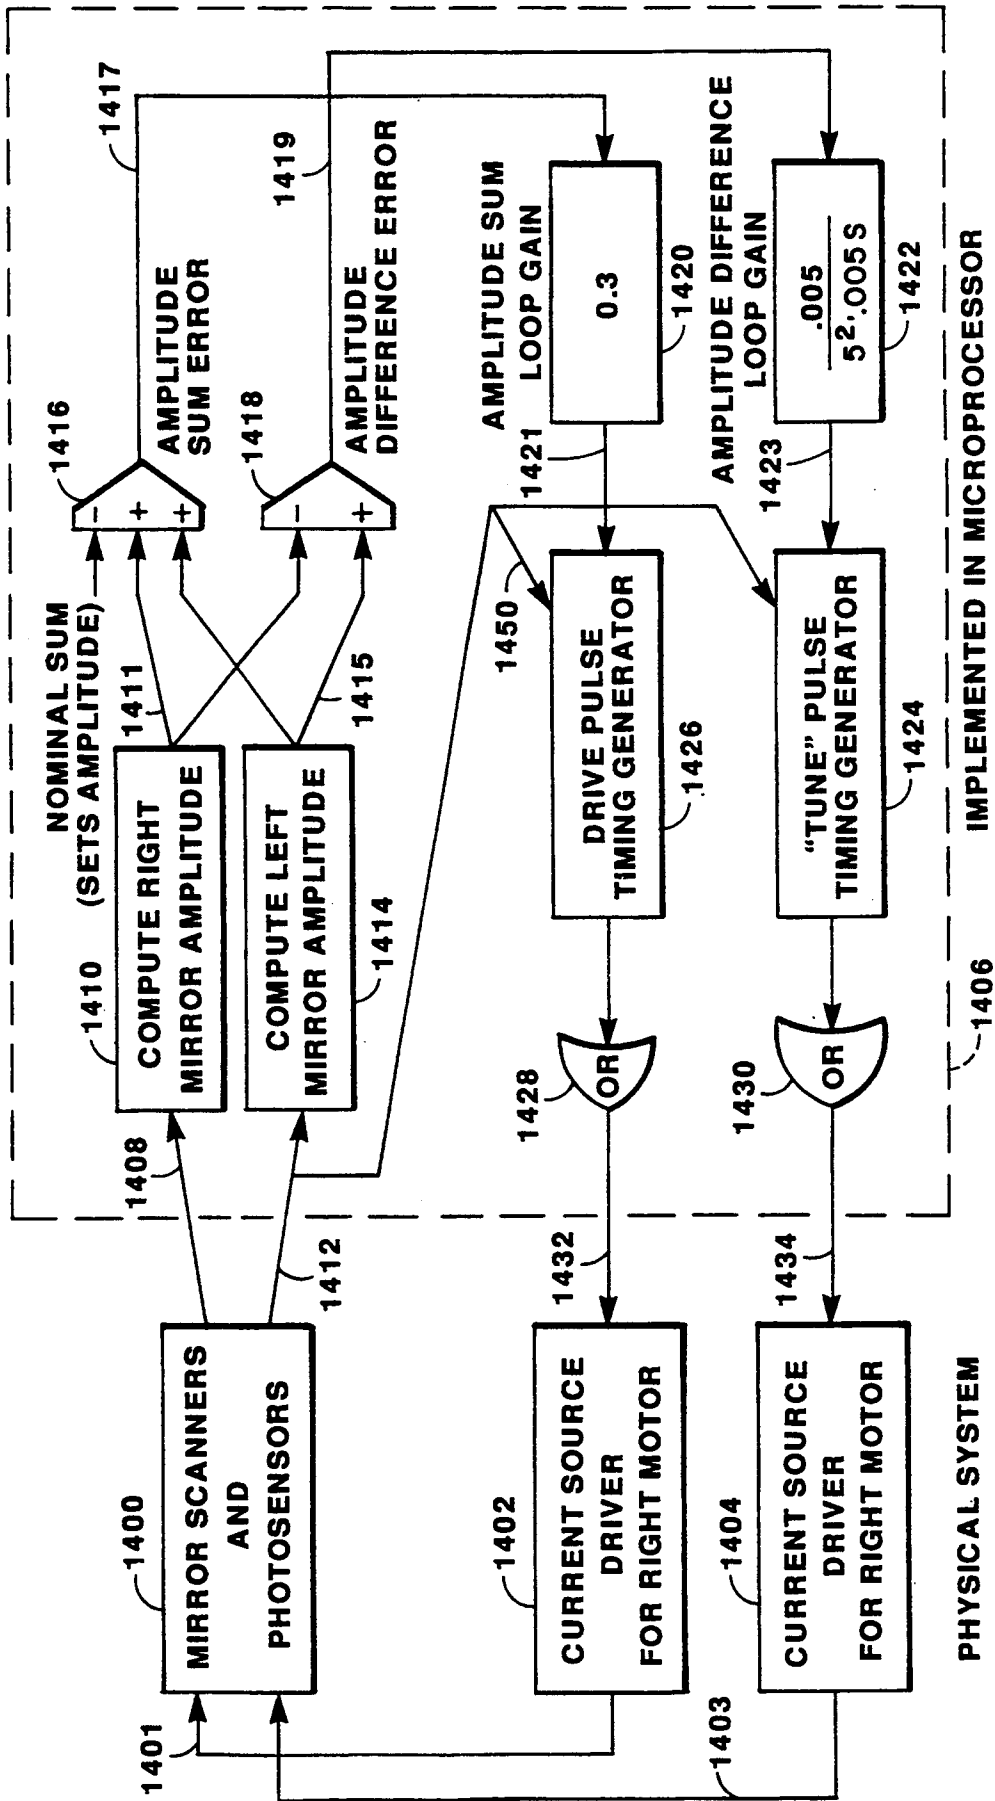 1400
MIRROR SCANNERS
AND
PHOTOSENSORS
1401
1402
CURRENT SOURCE
DRIVER
FOR RIGHT MOTOR
1404
CURRENT SOURCE
DRIVER
FOR RIGHT MOTOR
1403
PHYSICAL SYSTEM
1408
1412
1432
1434
1410
COMPUTE RIGHT
MIRROR AMPLITUDE
COMPUTE LEFT
MIRROR AMPLITUDE
1414
NOMINAL SUM
(SETS AMPLITUDE)
1411
1415
1416
−
+
+
AMPLITUDE
SUM ERROR
1417
1418
−
+
AMPLITUDE
DIFFERENCE ERROR
1419
1428
OR
1430
OR
1450
DRIVE PULSE
TIMING GENERATOR
1426
"TUNE" PULSE
TIMING GENERATOR
1424
AMPLITUDE SUM
LOOP GAIN
1421
0.3
1420
AMPLITUDE DIFFERENCE
LOOP GAIN
1423
.005
5²'.005S
1422
1406
IMPLEMENTED IN MICROPROCESSOR